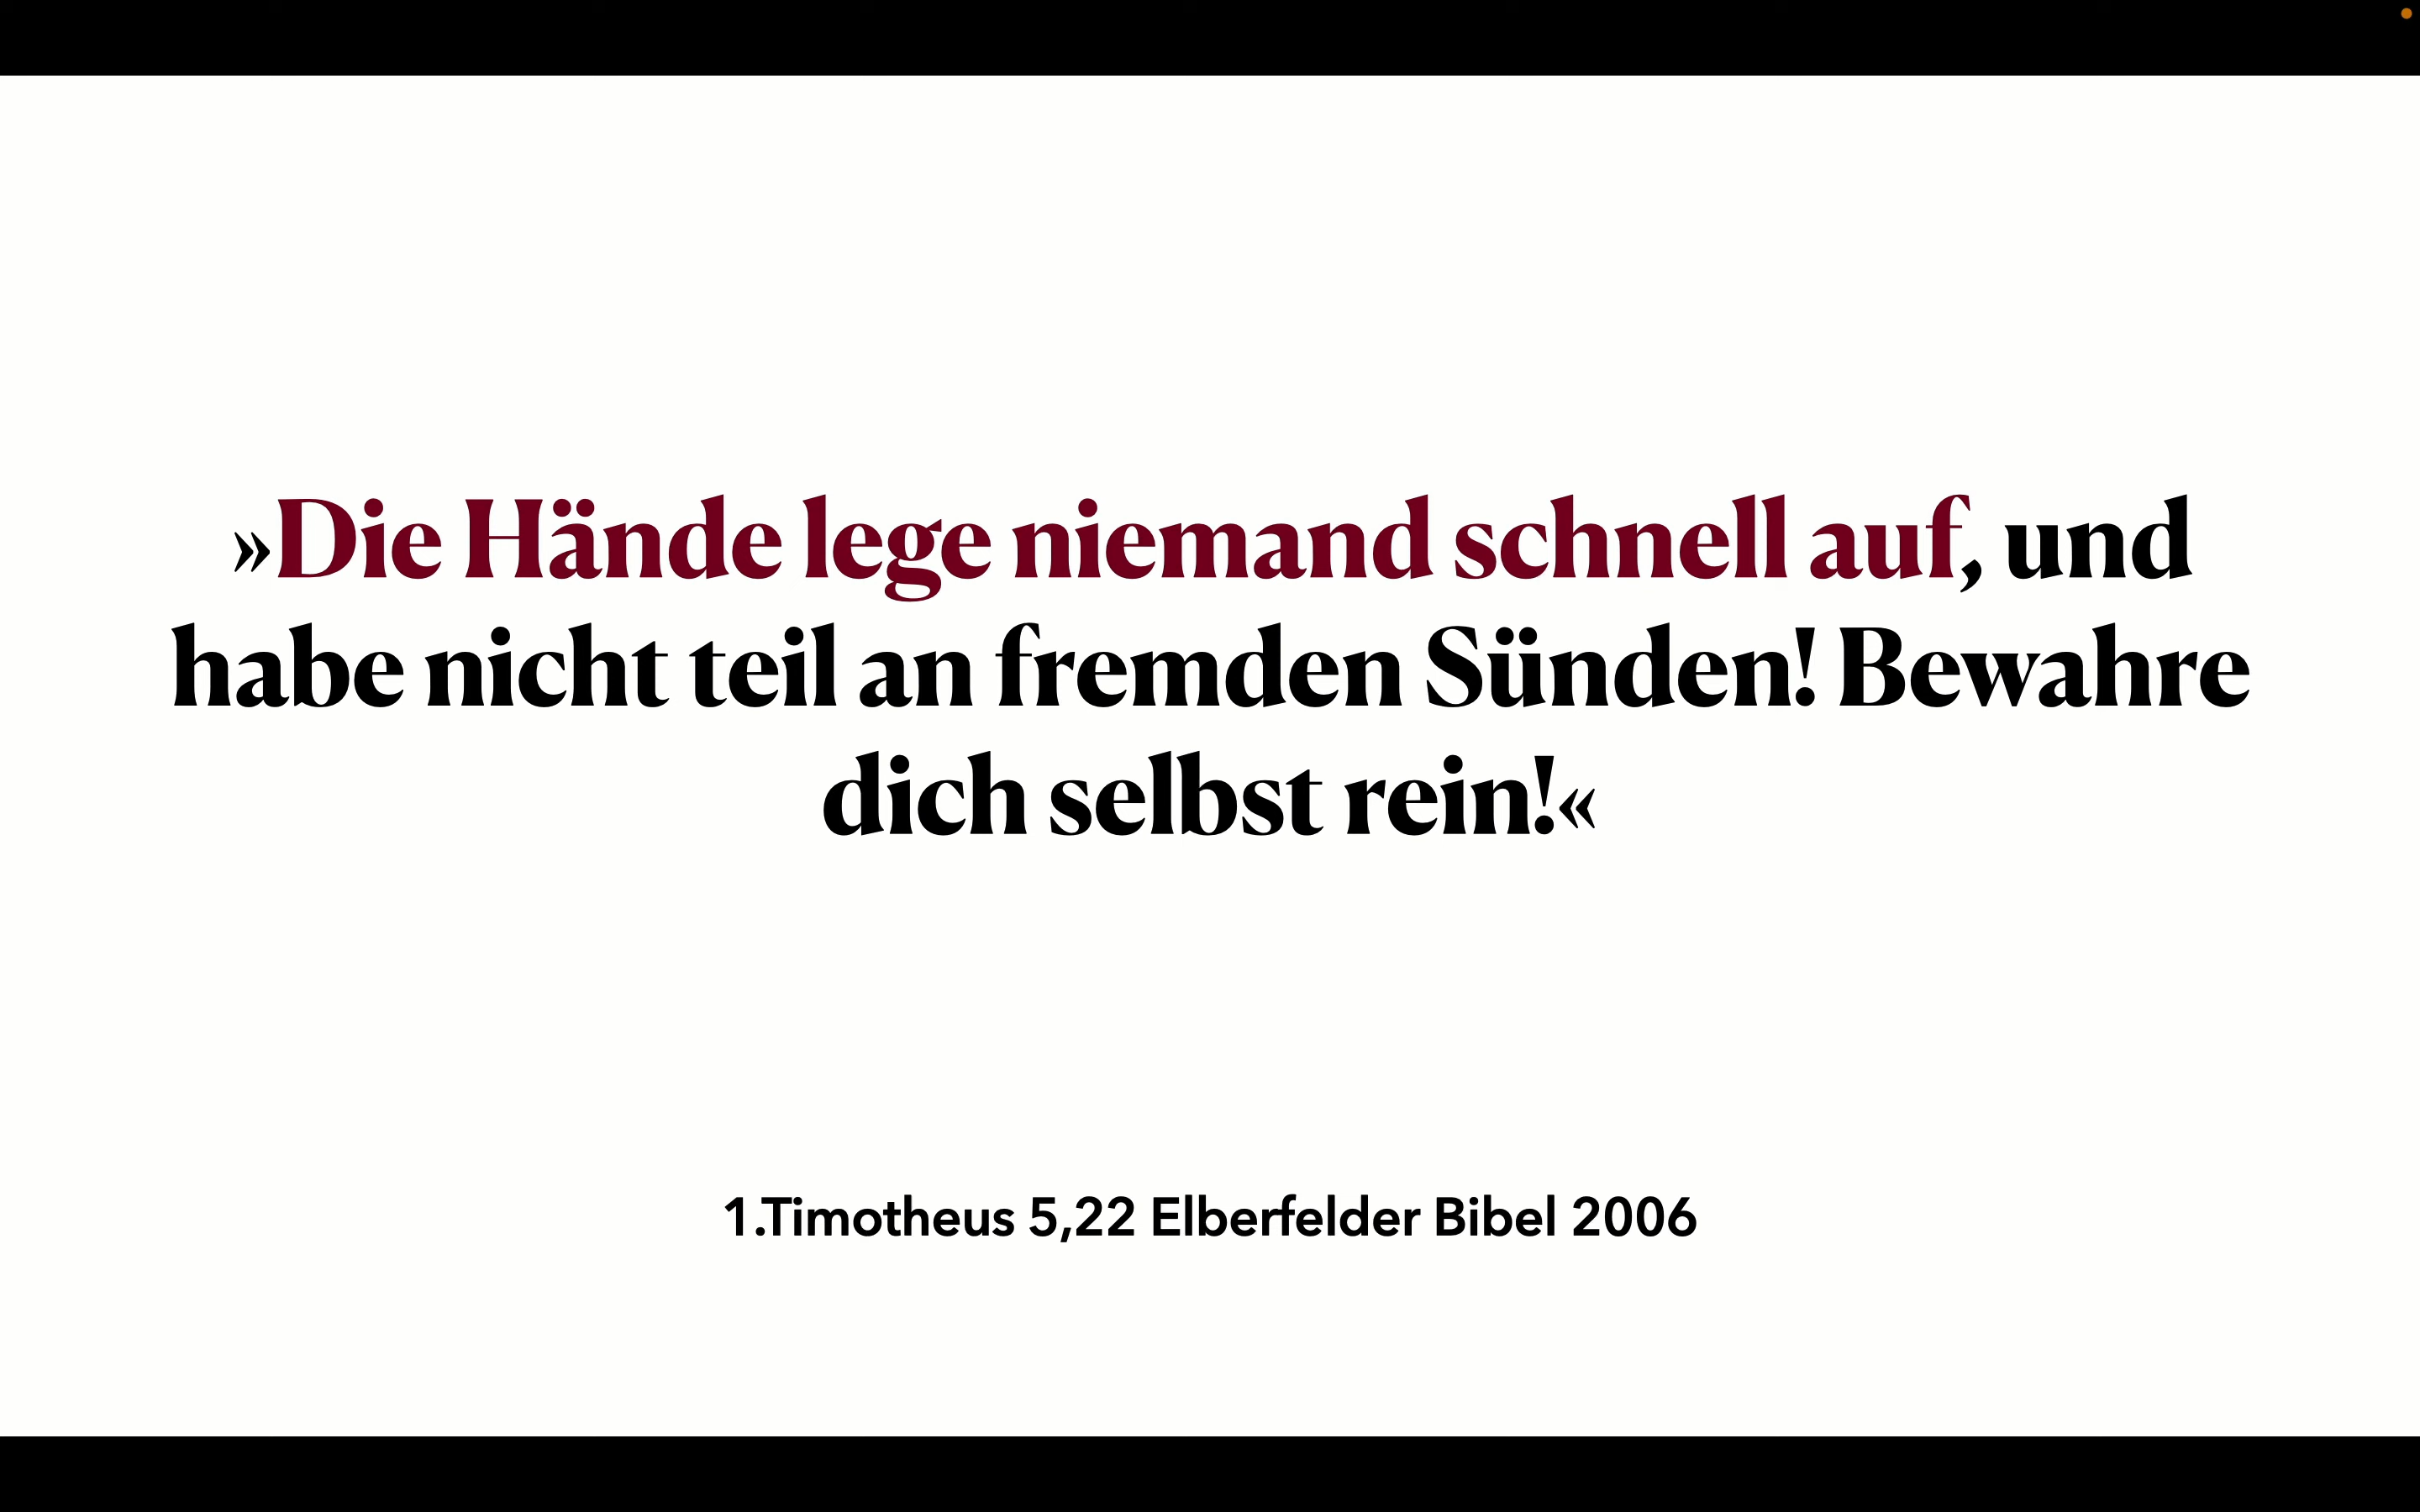 »Die Hände lege niemand schnell auf, und
habe nicht teil an fremden Sünden! Bewahre
dich selbst rein!«
1.Timotheus 5,22 Elberfelder Bibel 2006